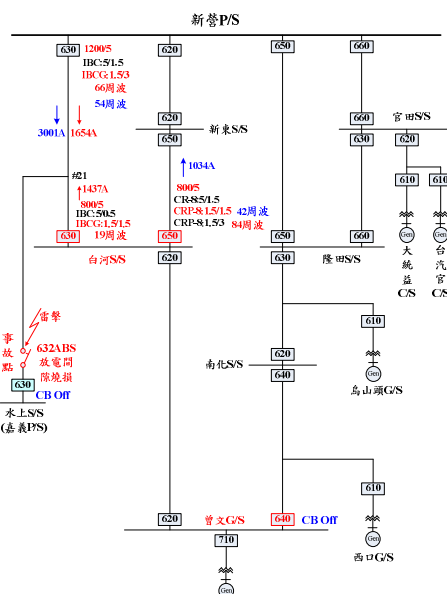 新營P/S
630
1200/5
620
650
660
IBC:5/1.5
IBCG:1.5/3
66周波
54周波
3001A
1654A
620
新東S/S
650
660
官田S/S
630
620
610
610
#21
1437A
800/5
IBC:5/0.5
IBCG:1.5/1.5
19周波
1034A
800/5
CR-8:5/1.5
CRP-8:1.5/1.5
42周波
CRP-8:1.5/3
84周波
Gen
Gen
大統益C/S
台汽官C/S
630
650
650
660
白河S/S
620
630
隆田S/S
雷擊
事故點
632ABS
放電間
隙燒損
610
620
南化S/S
640
Gen
烏山頭G/S
630
CB Off
水上S/S
(嘉義P/S)
610
620
曾文G/S
640
CB Off
Gen
西口G/S
710
Gen